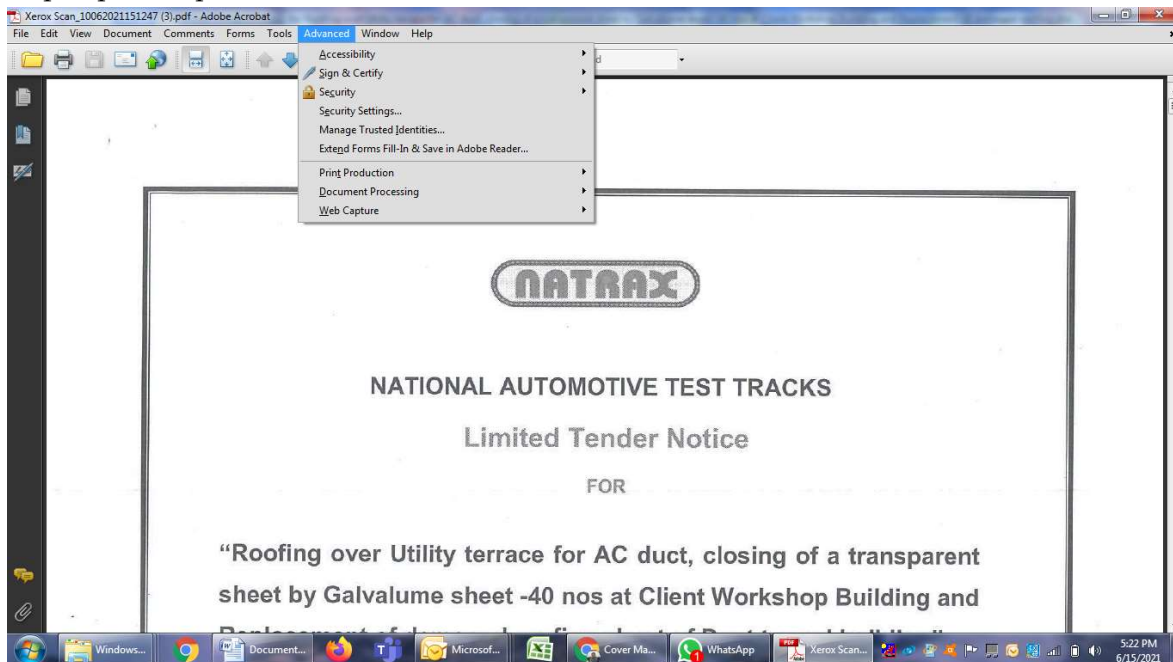 Xerox Scan_10062021151247 (3).pdf - Adobe Acrobat
File Edit View Document Comments Forms Tools Advanced Window Help
Accessibility
Sign & Certify
Security
Security Settings...
Manage Trusted Identities...
Extend Forms Fill-In & Save in Adobe Reader...
Print Production
Document Processing
Web Capture
NATRAX
NATIONAL AUTOMOTIVE TEST TRACKS
Limited Tender Notice
FOR
“Roofing over Utility terrace for AC duct, closing of a transparent
sheet by Galvalume sheet -40 nos at Client Workshop Building and
Windows... Document... Microsof... Cover Ma... WhatsApp Xerox Scan... 5:22 PM
6/15/2021